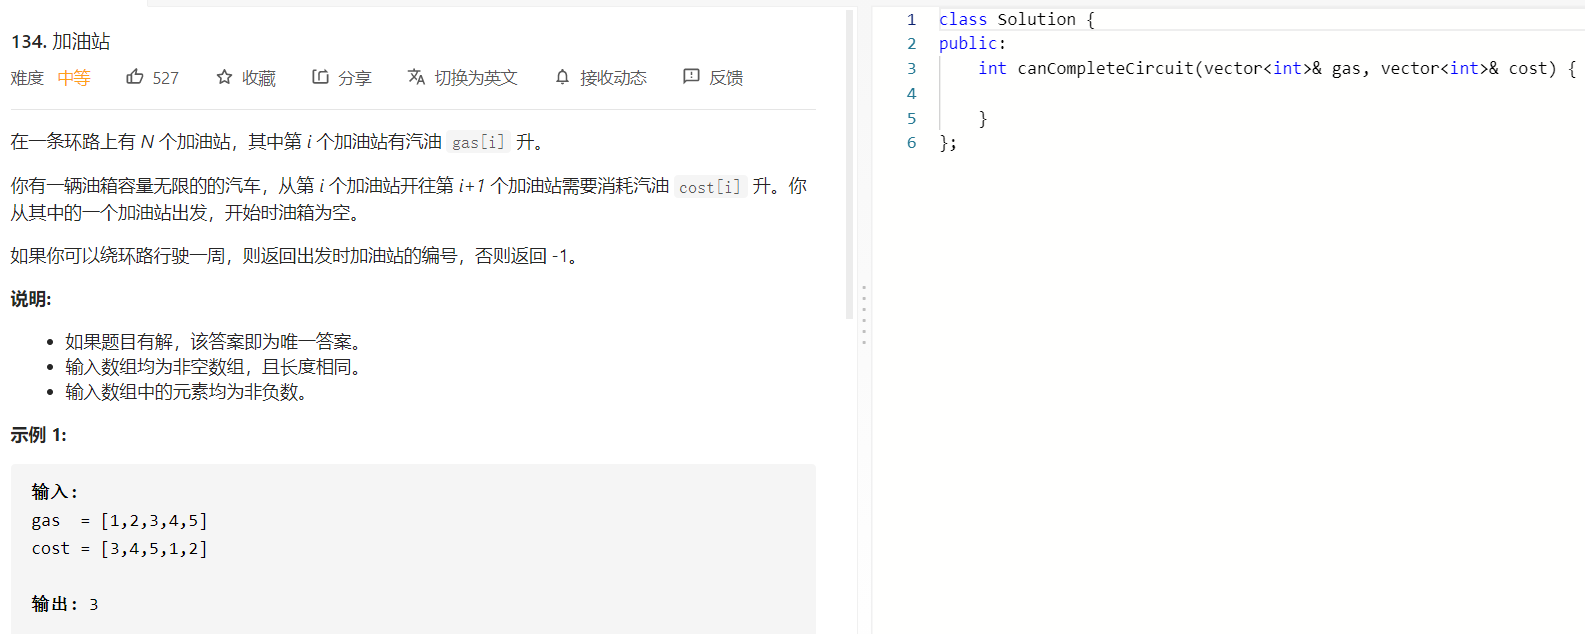 134. 加油站
难度 中等 527 收藏 分享 切换为英文 接收动态 反馈
在一条环路上有 N 个加油站，其中第 i 个加油站有汽油 gas[i] 升。
你有一辆油箱容量无限的的汽车，从第 i 个加油站开往第 i+1 个加油站需要消耗汽油 cost[i] 升。你
从其中的一个加油站出发，开始时油箱为空。
如果你可以绕环路行驶一周，则返回出发时加油站的编号，否则返回 -1。
说明:
• 如果题目有解，该答案即为唯一答案。
• 输入数组均为非空数组，且长度相同。
• 输入数组中的元素均为非负数。
示例 1:
输入:
gas  = [1,2,3,4,5]
cost = [3,4,5,1,2]
输出: 3
1 class Solution {
2 public:
3     int canCompleteCircuit(vector<int>& gas, vector<int>& cost) {
4
5     }
6 };